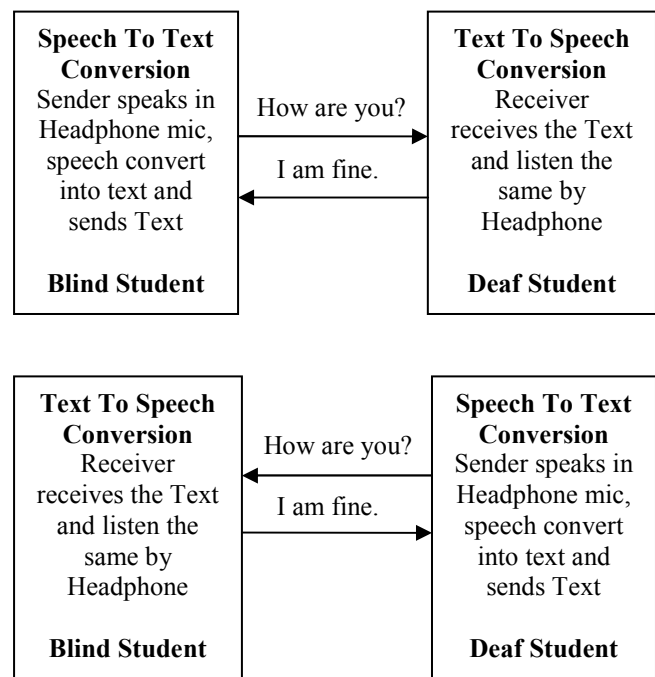 Speech To Text
Conversion
Sender speaks in
Headphone mic,
speech convert
into text and
sends Text
Blind Student
How are you?
I am fine.
Text To Speech
Conversion
Receiver
receives the Text
and listen the
same by
Headphone
Deaf Student
Text To Speech
Conversion
Receiver
receives the Text
and listen the
same by
Headphone
Blind Student
How are you?
I am fine.
Speech To Text
Conversion
Sender speaks in
Headphone mic,
speech convert
into text and
sends Text
Deaf Student